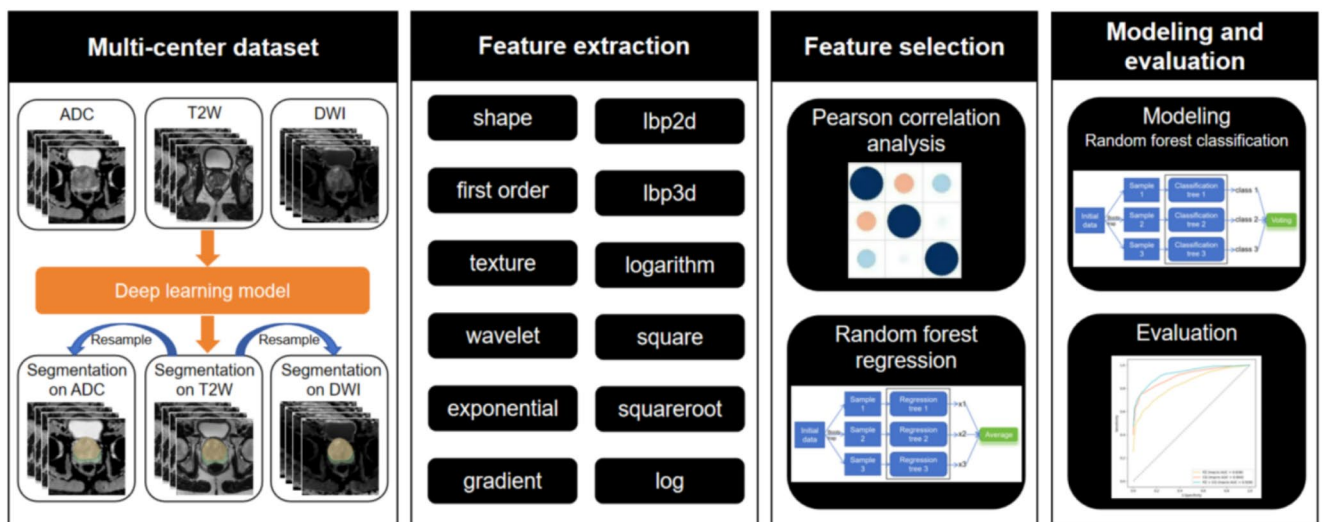 Multi-center dataset
ADC
T2W
DWI
Deep learning model
Resample
Resample
Segmentation
on ADC
Segmentation
on T2W
Segmentation
on DWI
Feature extraction
shape
lbp2d
first order
lbp3d
texture
logarithm
wavelet
square
exponential
squareroot
gradient
log
Feature selection
Pearson correlation
analysis
Random forest
regression
Initial
data
Sample
1
Regression
tree 1
x1
Sample
2
Regression
tree 2
x2
Sample
3
Regression
tree 3
x3
Average
Modeling and
evaluation
Modeling
Random forest classification
Initial
data
Sample
1
Classification
tree 1
class 1
Sample
2
Classification
tree 2
class 2
Sample
3
Classification
tree 3
class 3
Voting
Evaluation